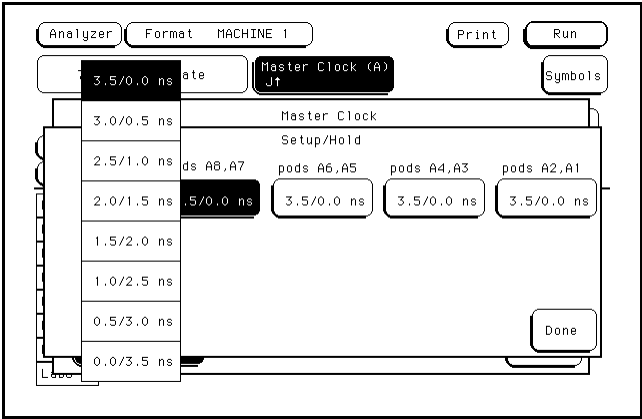 Analyzer Format MACHINE 1 Print Run
ate Master Clock (A) Symbols
J↑
Master Clock
Setup/Hold
3.5/0.0 ns
3.0/0.5 ns
2.5/1.0 ns
2.0/1.5 ns
1.5/2.0 ns
1.0/2.5 ns
0.5/3.0 ns
0.0/3.5 ns
ds A8,A7 pods A6,A5 pods A4,A3 pods A2,A1
.5/0.0 ns 3.5/0.0 ns 3.5/0.0 ns 3.5/0.0 ns
Done